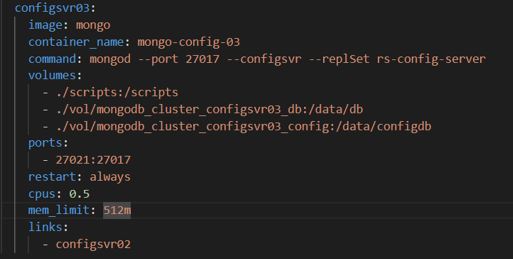 configsvr03:
image: mongo
container_name: mongo-config-03
command: mongod --port 27017 --configsvr --replSet rs-config-server
volumes:
- ./scripts:/scripts
- ./vol/mongodb_cluster_configsvr03_db:/data/db
- ./vol/mongodb_cluster_configsvr03_config:/data/configdb
ports:
- 27021:27017
restart: always
cpus: 0.5
mem_limit: 512m
links:
- configsvr02